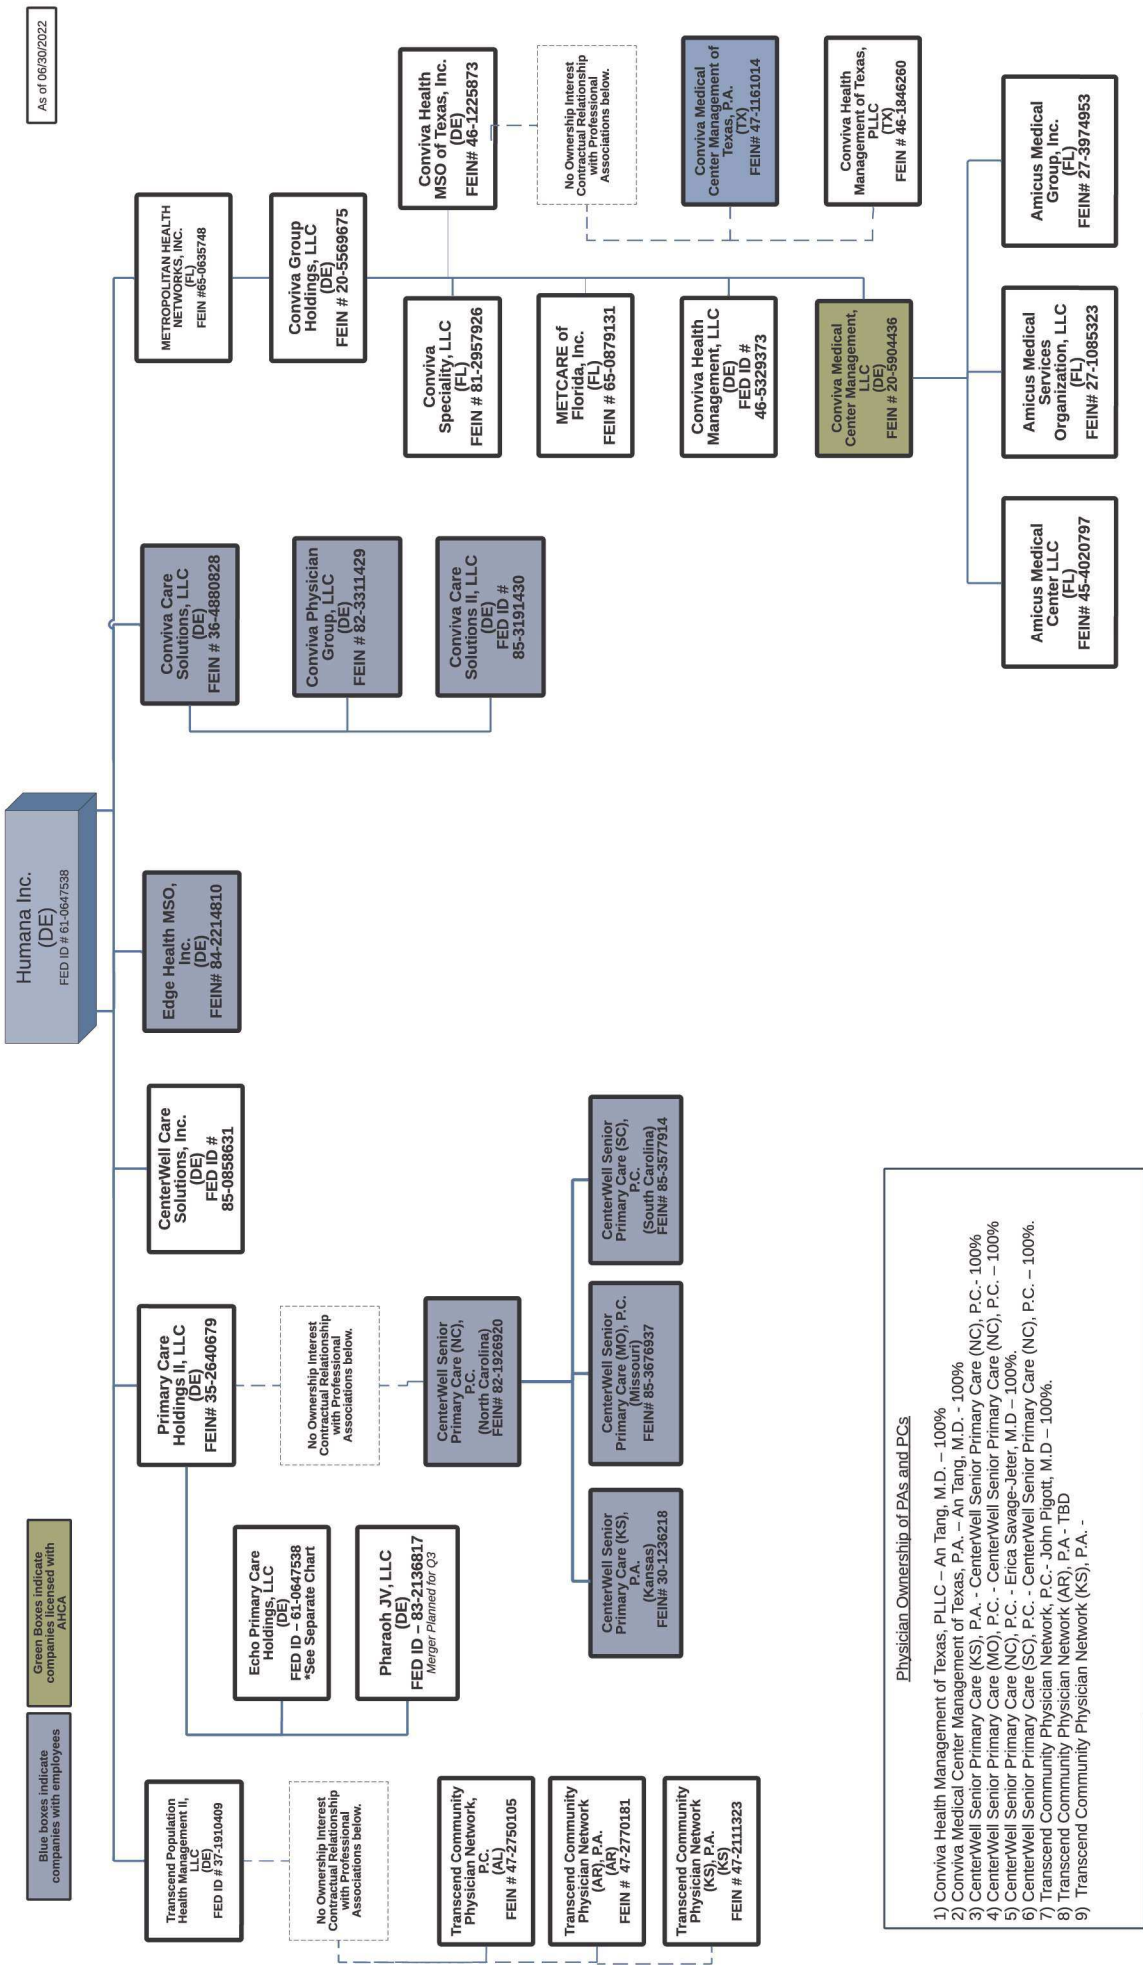 As of 06/30/2022
Humana Inc.
(DE)
FED ID # 61-0647538
Blue boxes indicate
companies with employees
Green Boxes indicate
companies licensed with
AHCA
Transcend Population
Health Management II,
LLC
(DE)
FED ID # 37-1910409
No Ownership Interest
Contractual Relationship
with Professional
Associations below.
Transcend Community
Physician Network,
P.C.
(AL)
FEIN # 47-2750105
Transcend Community
Physician Network
(AR), P.A.
(AR)
FEIN # 47-2770181
Transcend Community
Physician Network
(KS), P.A.
(KS)
FEIN # 47-2111323
Primary Care
Holdings II, LLC
(DE)
FEIN# 35-2640679
Echo Primary Care
Holdings, LLC
(DE)
FED ID – 61-0647538
*See Separate Chart
Pharaoh JV, LLC
(DE)
FED ID – 83-2136817
Merger Planned for Q3
No Ownership Interest
Contractual Relationship
with Professional
Associations below.
CenterWell Senior
Primary Care (NC),
P.C.
(North Carolina)
FEIN# 82-1926920
CenterWell Senior
Primary Care (KS),
P.A.
(Kansas)
FEIN# 30-1236218
CenterWell Senior
Primary Care (MO), P.C.
(Missouri)
FEIN# 85-3676937
CenterWell Senior
Primary Care (SC),
P.C.
(South Carolina)
FEIN# 85-3577914
CenterWell Care
Solutions, Inc.
(DE)
FED ID #
85-0858631
Edge Health MSO,
Inc.
(DE)
FEIN# 84-2214810
Conviva Care
Solutions, LLC
(DE)
FEIN # 36-4880828
Conviva Physician
Group, LLC
(DE)
FEIN # 82-3311429
Conviva Care
Solutions II, LLC
(DE)
FED ID #
85-3191430
METROPOLITAN HEALTH
NETWORKS, INC.
(FL)
FEIN #65-0635748
Conviva Group
Holdings, LLC
(DE)
FEIN # 20-5569675
Conviva
Speciality, LLC
(FL)
FEIN # 81-2957926
METCARE of
Florida, Inc.
(FL)
FEIN # 65-0879131
Conviva Health
Management, LLC
(DE)
FED ID #
46-5329373
Conviva Medical
Center Management,
LLC
(DE)
FEIN # 20-5904436
Conviva Health
MSO of Texas, Inc.
(DE)
FEIN# 46-1225873
No Ownership Interest
Contractual Relationship
with Professional
Associations below.
Conviva Medical
Center Management of
Texas, P.A.
(TX)
FEIN# 47-1161014
Conviva Health
Management of Texas,
PLLC
(TX)
FEIN # 46-1846260
Amicus Medical
Center LLC
(FL)
FEIN# 45-4020797
Amicus Medical
Services
Organization, LLC
(FL)
FEIN# 27-1085323
Amicus Medical
Group, Inc.
(FL)
FEIN# 27-3974953
Physician Ownership of PAs and PCs
1) Conviva Health Management of Texas, PLLC – An Tang, M.D. – 100%
2) Conviva Medical Center Management of Texas, P.A. – An Tang, M.D. - 100%
3) CenterWell Senior Primary Care (KS), P.A. - CenterWell Senior Primary Care (NC), P.C.- 100%
4) CenterWell Senior Primary Care (MO), P.C. - CenterWell Senior Primary Care (NC), P.C. – 100%
5) CenterWell Senior Primary Care (NC), P.C. - Erica Savage-Jeter, M.D – 100%.
6) CenterWell Senior Primary Care (SC), P.C. - CenterWell Senior Primary Care (NC), P.C. – 100%.
7) Transcend Community Physician Network, P.C.- John Pigott, M.D – 100%.
8) Transcend Community Physician Network (AR), P.A - TBD
9) Transcend Community Physician Network (KS), P.A. -